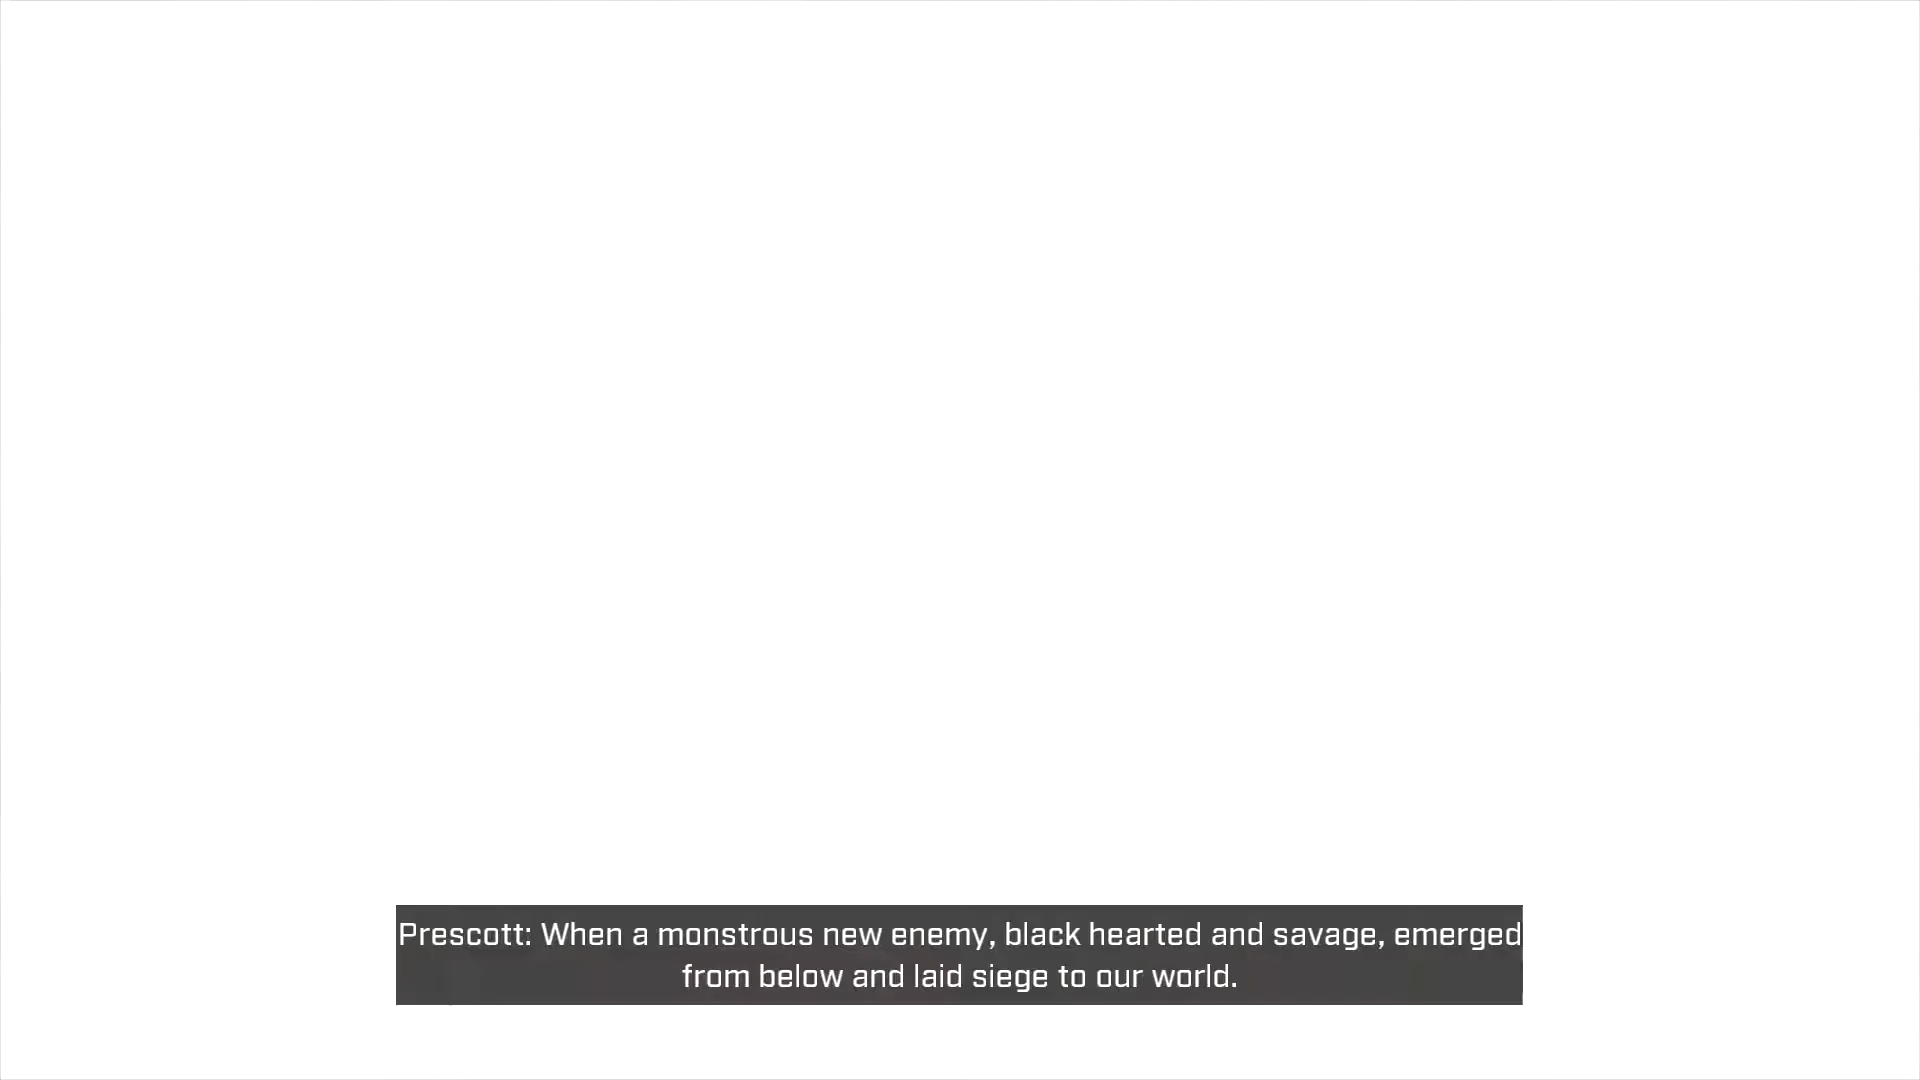 Prescott: When a monstrous new enemy, black hearted and savage, emerged
from below and laid siege to our world.